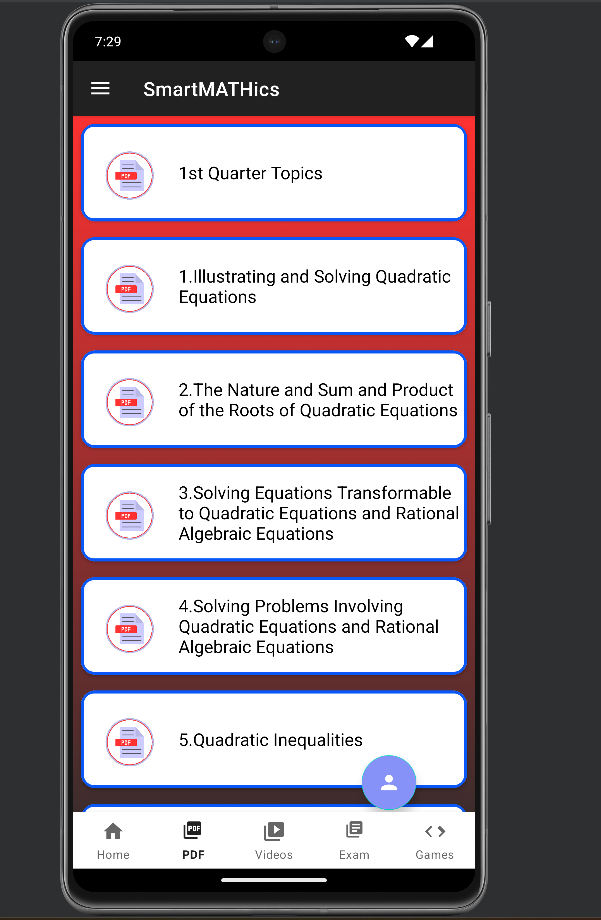 7:29
SmartMATHics
PDF
1st Quarter Topics
PDF
1.Illustrating and Solving Quadratic
Equations
PDF
2.The Nature and Sum and Product
of the Roots of Quadratic Equations
PDF
3.Solving Equations Transformable
to Quadratic Equations and Rational
Algebraic Equations
PDF
4.Solving Problems Involving
Quadratic Equations and Rational
Algebraic Equations
PDF
5.Quadratic Inequalities
PDF
Home
PDF
Videos
Exam
Games